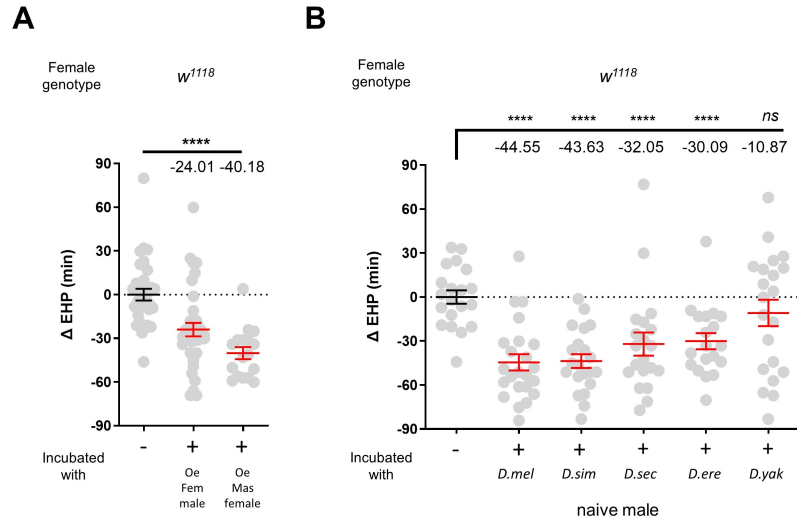 A
Female
genotype
w1118
****
-24.01 -40.18
90
60
30
0
-30
-60
-90
Δ EHP (min)
- + +
Incubated
with
Oe
Fem
male
Oe
Mas
female
B
Female
genotype
w1118
**** **** **** **** ns
-44.55 -43.63 -32.05 -30.09 -10.87
90
60
30
0
-30
-60
-90
Δ EHP (min)
- + + + + +
Incubated
with
D.mel D.sim D.sec D.ere D.yak
naive male